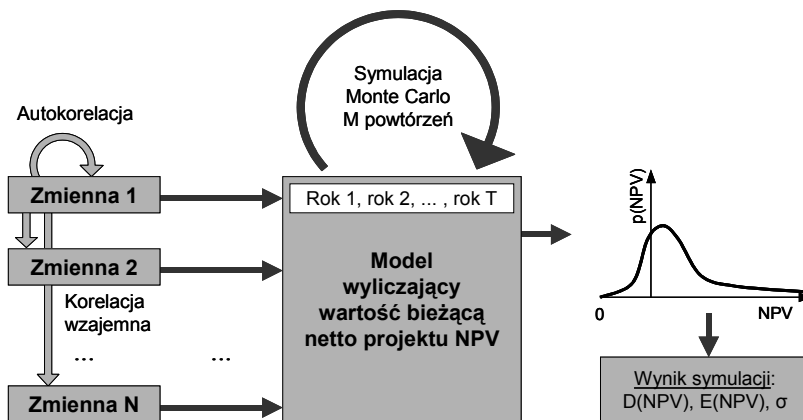 Symulacja
Monte Carlo
M powtórzeń
Autokorelacja
Zmienna 1
Rok 1, rok 2, ... , rok T
Zmienna 2
Model
wyliczający
wartość bieżącą
netto projektu NPV
Korelacja
wzajemna
... ...
Zmienna N
p(NPV)
0 NPV
Wynik symulacji:
D(NPV), E(NPV), σ